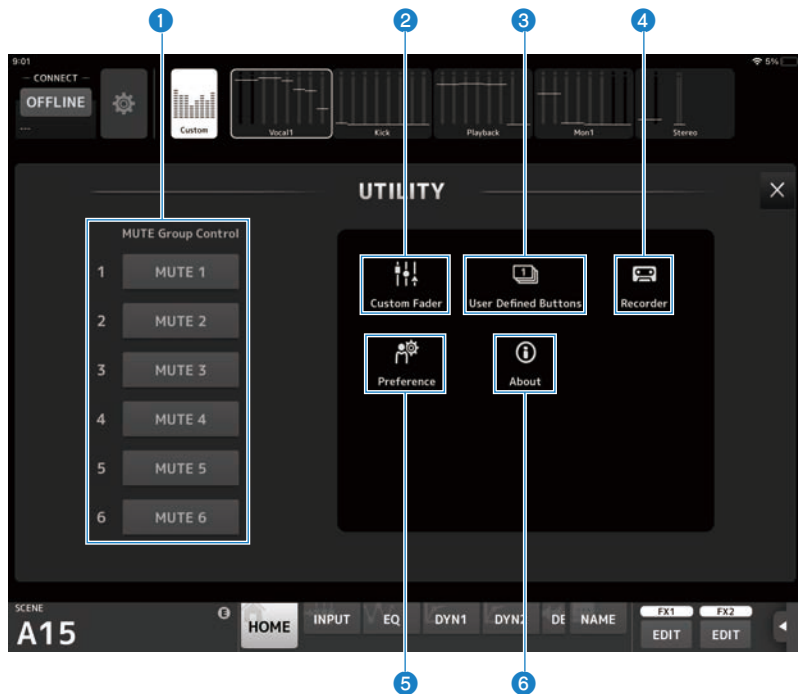 1 2 3 4
9:01 5%
CONNECT
OFFLINE
---
Custom Vocal1 Kick Playback Mon1 Stereo
UTILITY
MUTE Group Control
1 MUTE 1
2 MUTE 2
3 MUTE 3
4 MUTE 4
5 MUTE 5
6 MUTE 6
1
Custom Fader User Defined Buttons Recorder
Preference About
SCENE
A15
E
HOME INPUT EQ DYN1 DYN2 DE NAME
FX1 FX2
EDIT EDIT
5 6